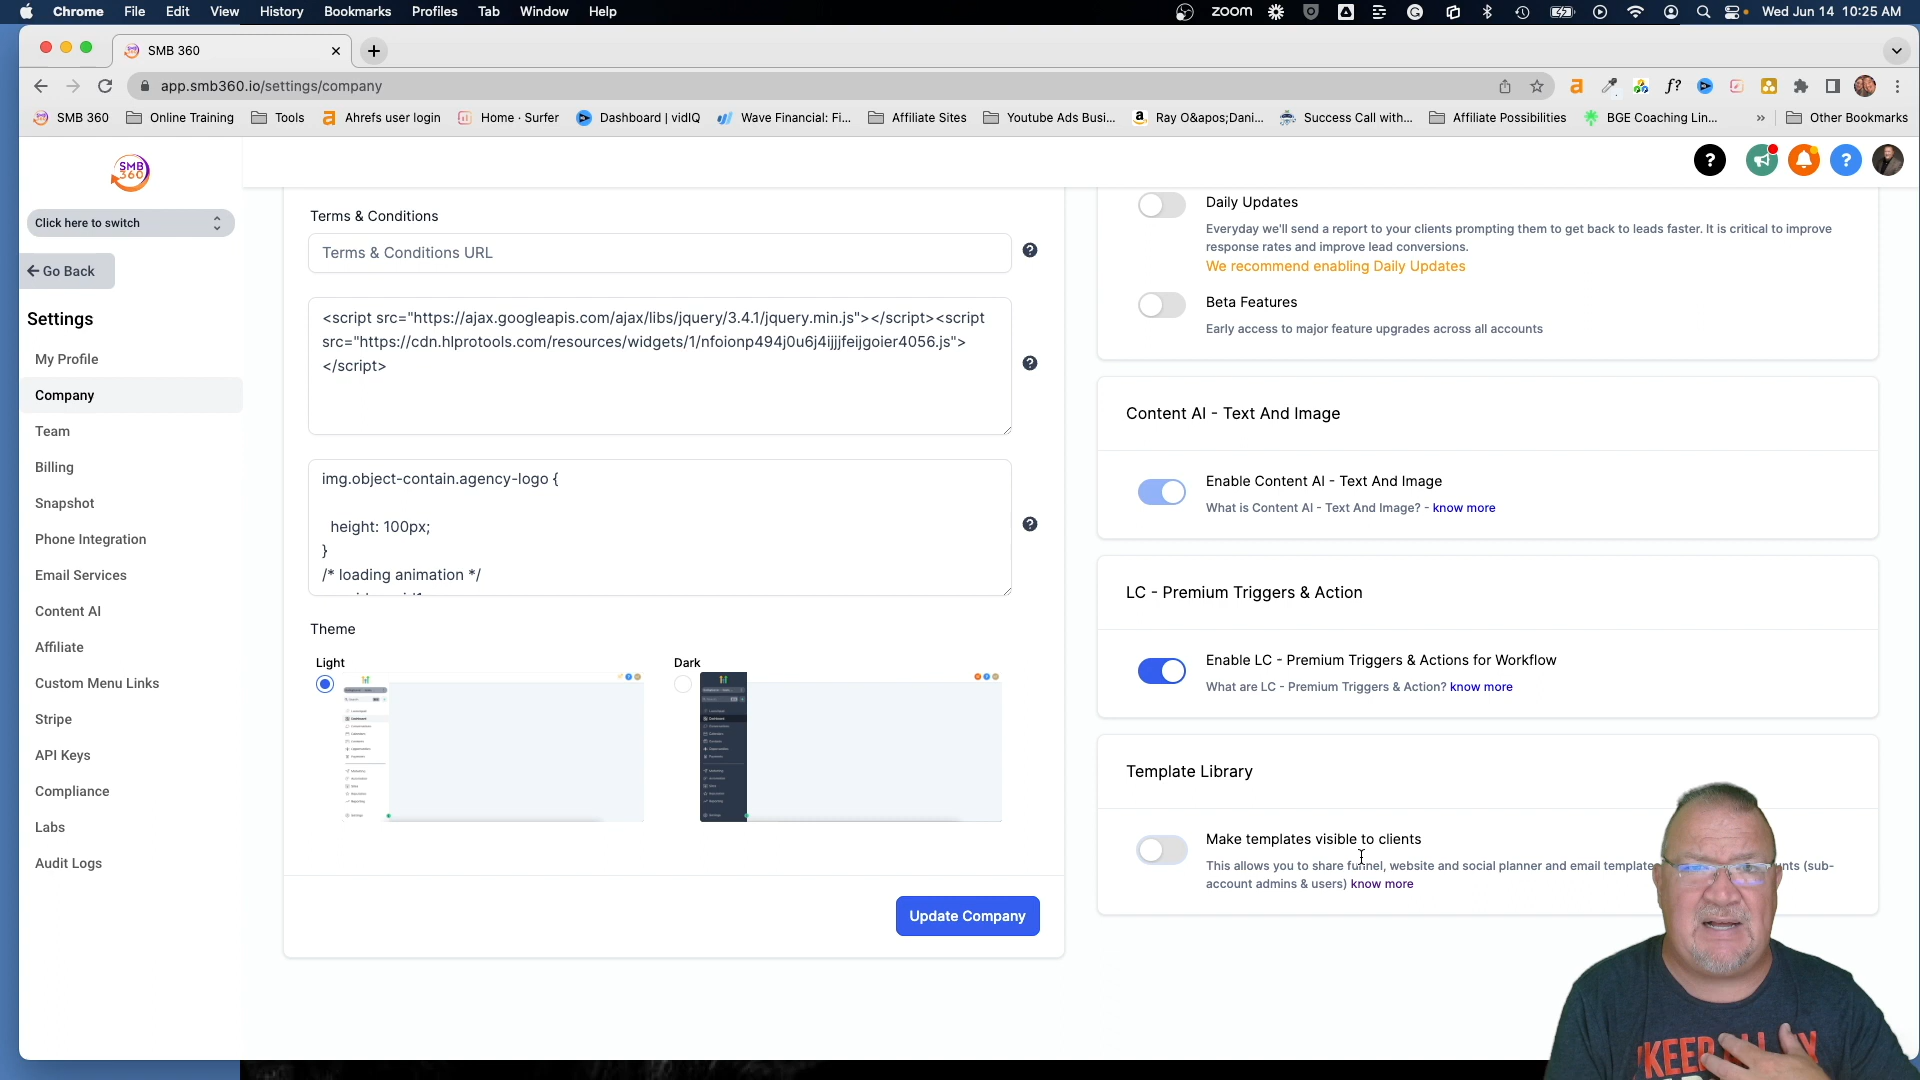 Chrome File Edit View History Bookmarks Profiles Tab Window Help
zoom
Wed Jun 14 10:25 AM
SMB 360
app.smb360.io/settings/company
SMB 360
Online Training
Tools
Ahrefs user login
Home · Surfer
Dashboard | vidIQ
Wave Financial: Fi...
Affiliate Sites
Youtube Ads Busi...
Ray O&apos;Dani...
Success Call with...
Affiliate Possibilities
BGE Coaching Lin...
»
Other Bookmarks
SMB
360
Click here to switch
Go Back
Settings
My Profile
Company
Team
Billing
Snapshot
Phone Integration
Email Services
Content AI
Affiliate
Custom Menu Links
Stripe
API Keys
Compliance
Labs
Audit Logs
Terms & Conditions
Terms & Conditions URL
<script src="https://ajax.googleapis.com/ajax/libs/jquery/3.4.1/jquery.min.js"></script><script
src="https://cdn.hlprotools.com/resources/widgets/1/nfoionp494j0u6j4ijjjfeijgoier4056.js">
</script>
img.object-contain.agency-logo {
height: 100px;
}
/* loading animation */
Theme
Light
Dark
Update Company
Daily Updates
Everyday we'll send a report to your clients prompting them to get back to leads faster. It is critical to improve
response rates and improve lead conversions.
We recommend enabling Daily Updates
Beta Features
Early access to major feature upgrades across all accounts
Content AI - Text And Image
Enable Content AI - Text And Image
What is Content AI - Text And Image? - know more
LC - Premium Triggers & Action
Enable LC - Premium Triggers & Actions for Workflow
What are LC - Premium Triggers & Action? know more
Template Library
Make templates visible to clients
This allows you to share funnel, website and social planner and email template (sub-
account admins & users) know more
KEEP